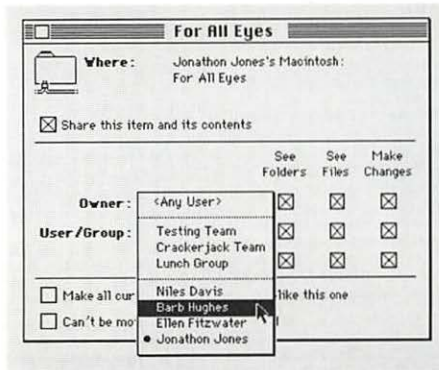 For All Eyes
Where: Jonathon Jones's Macintosh:
For All Eyes
Share this item and its contents
See See Make
Folders Files Changes
Owner: <Any User>
User/Group: Testing Team
Crackerjack Team
Lunch Group
Niles Davis
Make all cur like this one
Barb Hughes
Can't be mo
Ellen Fitzwater
Jonathon Jones